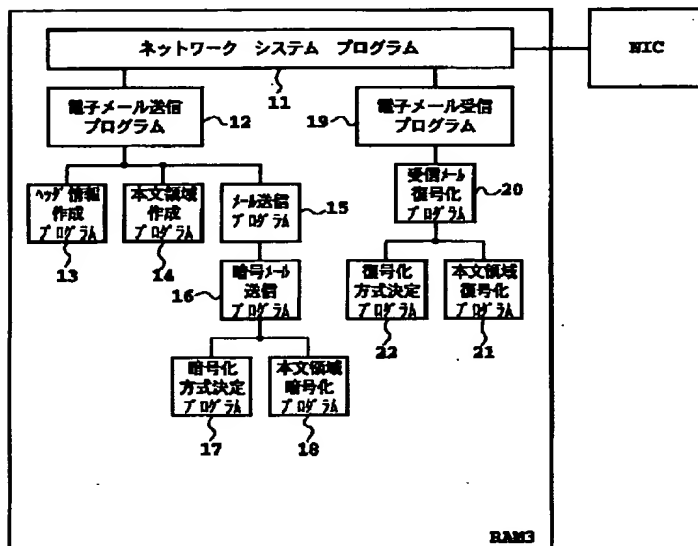 ネットワーク システム プログラム
NIC
11
電子メール送信
プログラム
12
19
電子メール受信
プログラム
ヘッダ情報
作成
プログラム
13
本文領域
作成
プログラム
14
メール送信
プログラム
15
受信メール
復号化
プログラム
20
16
暗号メール
送信
プログラム
復号化
方式決定
プログラム
22
本文領域
復号化
プログラム
21
暗号化
方式決定
プログラム
17
本文領域
暗号化
プログラム
18
RAM3